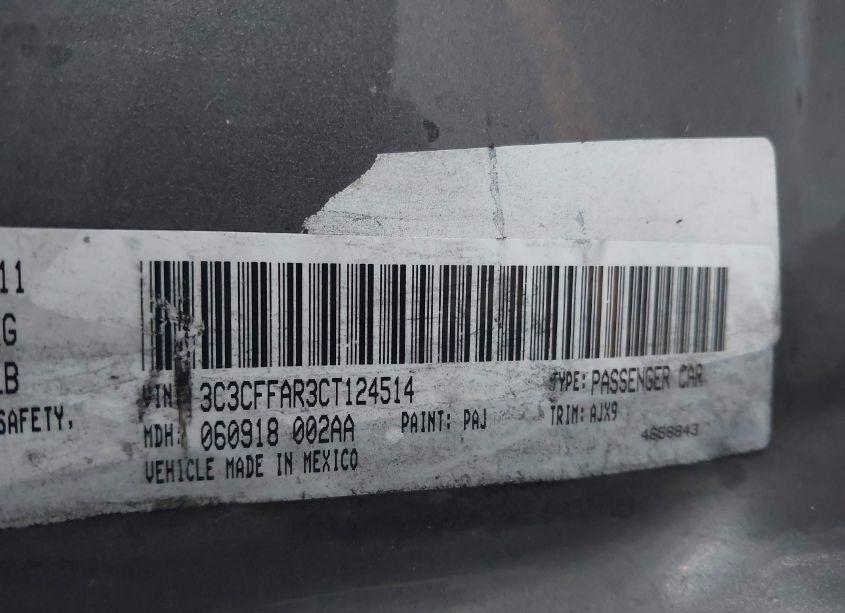 11
G
LB
SAFETY,
VIN: 3C3CFFAR3CT124514
TYPE: PASSENGER CAR
MDH: 060918 002AA
PAINT: PAJ
TRIM: AJX9
VEHICLE MADE IN MEXICO
4658843